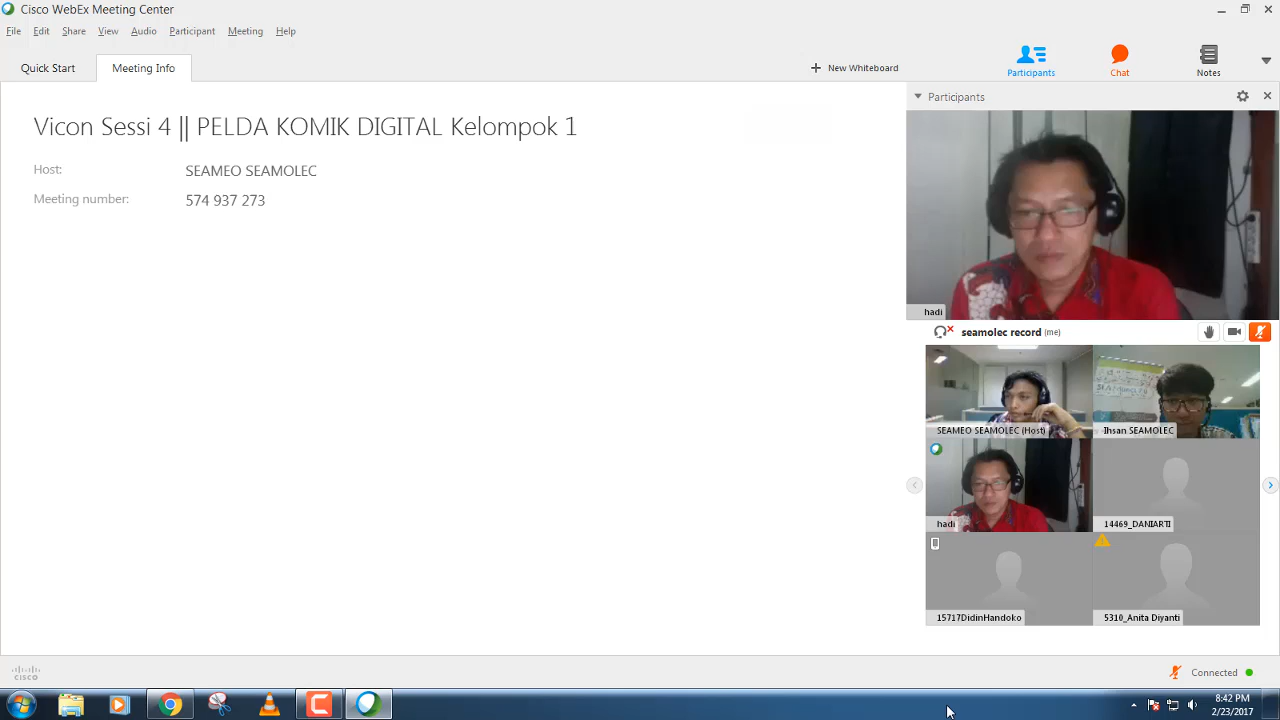 Cisco WebEx Meeting Center
File Edit Share View Audio Participant Meeting Help
Quick Start Meeting Info
New Whiteboard
Participants Chat Notes
Participants
Vicon Sessi 4 || PELDA KOMIK DIGITAL Kelompok 1
Host: SEAMEO SEAMOLEC
Meeting number: 574 937 273
hadi
seamolec record (me)
SEAMEO SEAMOLEC (Host)
Ihsan SEAMOLEC
hadi
14469_DANIARTI
15717DidinHandoko
5310_Anita Diyanti
cisco
Connected
8:42 PM
2/23/2017